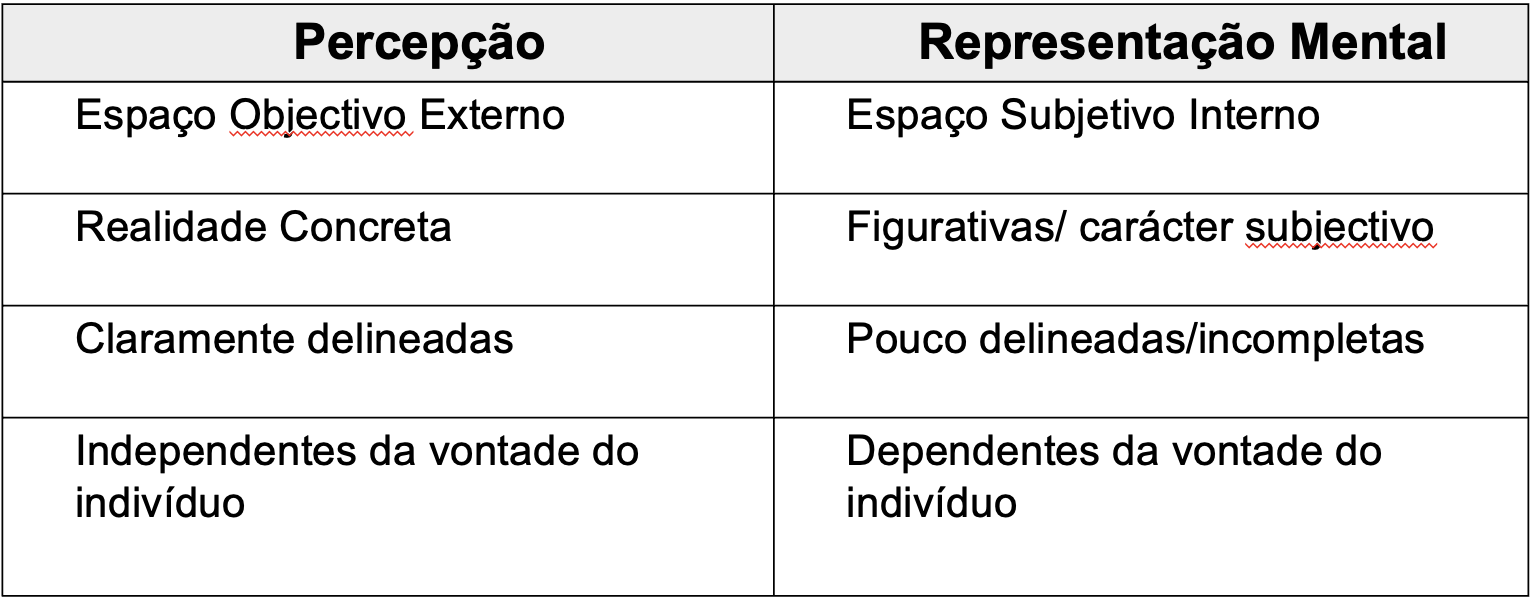 Percepção Representação Mental
Espaço Objectivo Externo Espaço Subjetivo Interno
Realidade Concreta Figurativas/ carácter subjectivo
Claramente delineadas Pouco delineadas/incompletas
Independentes da vontade do indivíduo Dependentes da vontade do indivíduo